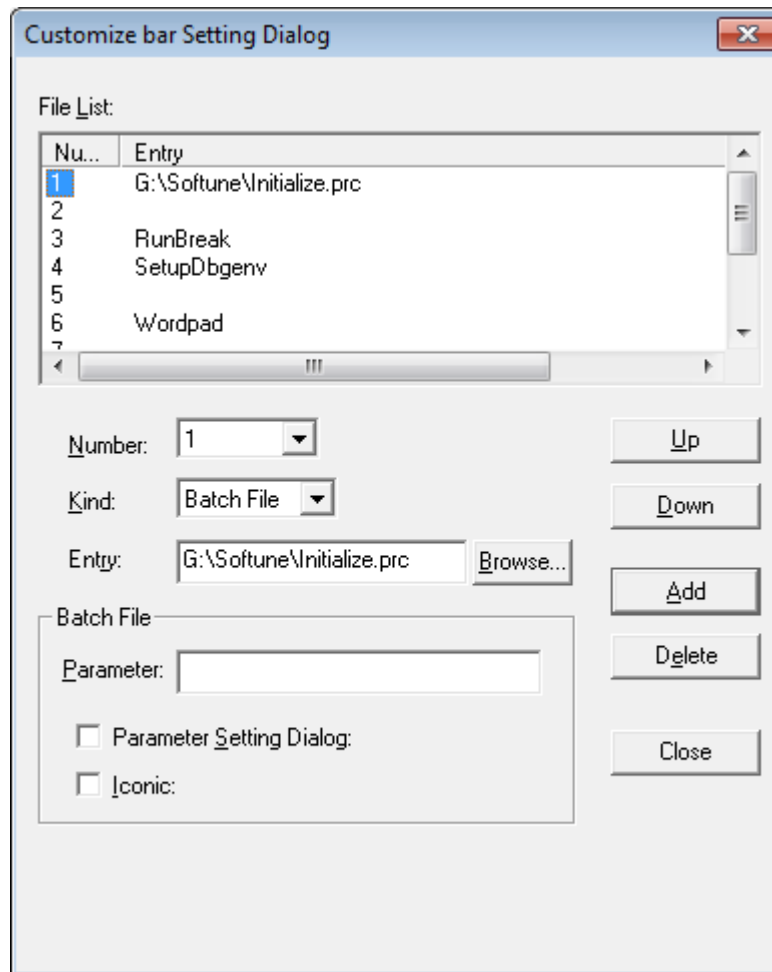 Customize bar Setting Dialog
File List:
Nu... Entry
1 G:\Softune\Initialize.prc
2
3 RunBreak
4 SetupDbgenv
5
6 Wordpad
7
Number: 1 Up
Kind: Batch File Down
Entry: G:\Softune\Initialize.prc Browse...
Add
Batch File
Delete
Parameter:
Parameter Setting Dialog:
Close
Iconic: